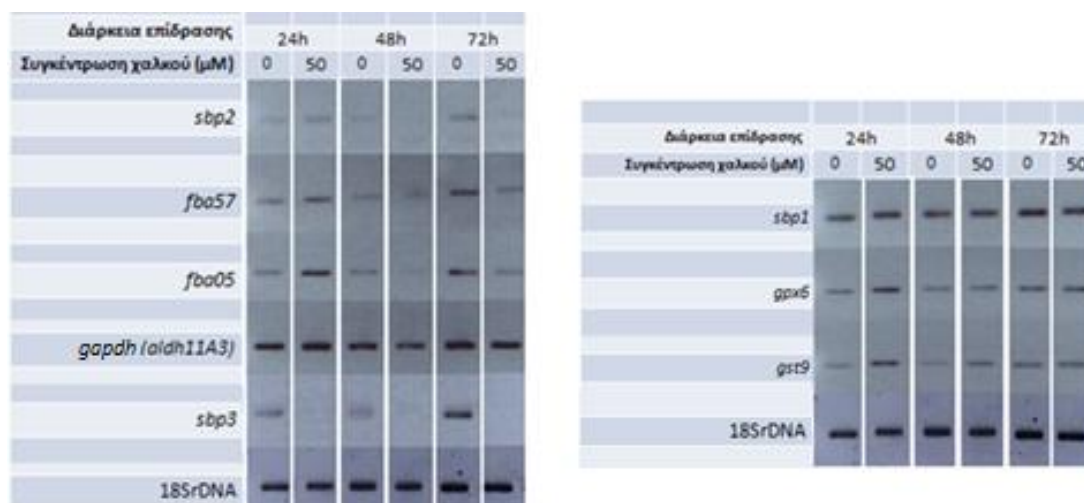 Διάρκεια επίδρασης 24h 48h 72h
Συγκέντρωση χαλκού (μM) 0 50 0 50 0 50
sbp2
fba57
fba05
gapdh (aldh11A3)
sbp3
18SrDNA
Διάρκεια επίδρασης 24h 48h 72h
Συγκέντρωση χαλκού (μM) 0 50 0 50 0 50
sbp1
gpx6
gst9
18SrDNA